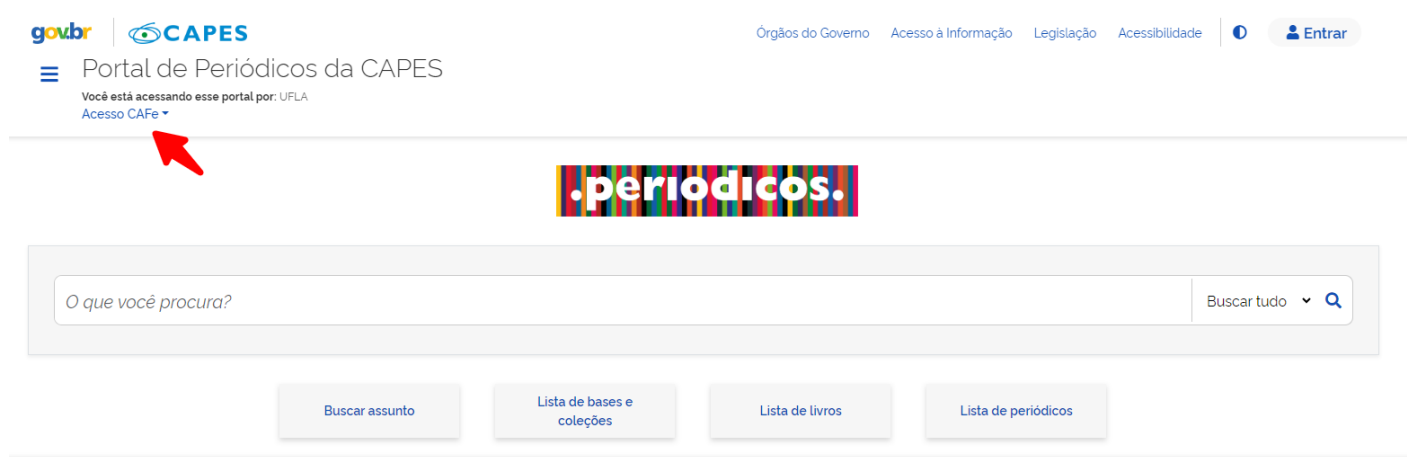 gov.br CAPES Órgãos do Governo Acesso à Informação Legislação Acessibilidade Entrar
Portal de Periódicos da CAPES
Você está acessando esse portal por: UFLA
Acesso CAFe
.periodicos.
O que você procura? Buscar tudo
Buscar assunto
Lista de bases e
coleções
Lista de livros
Lista de periódicos